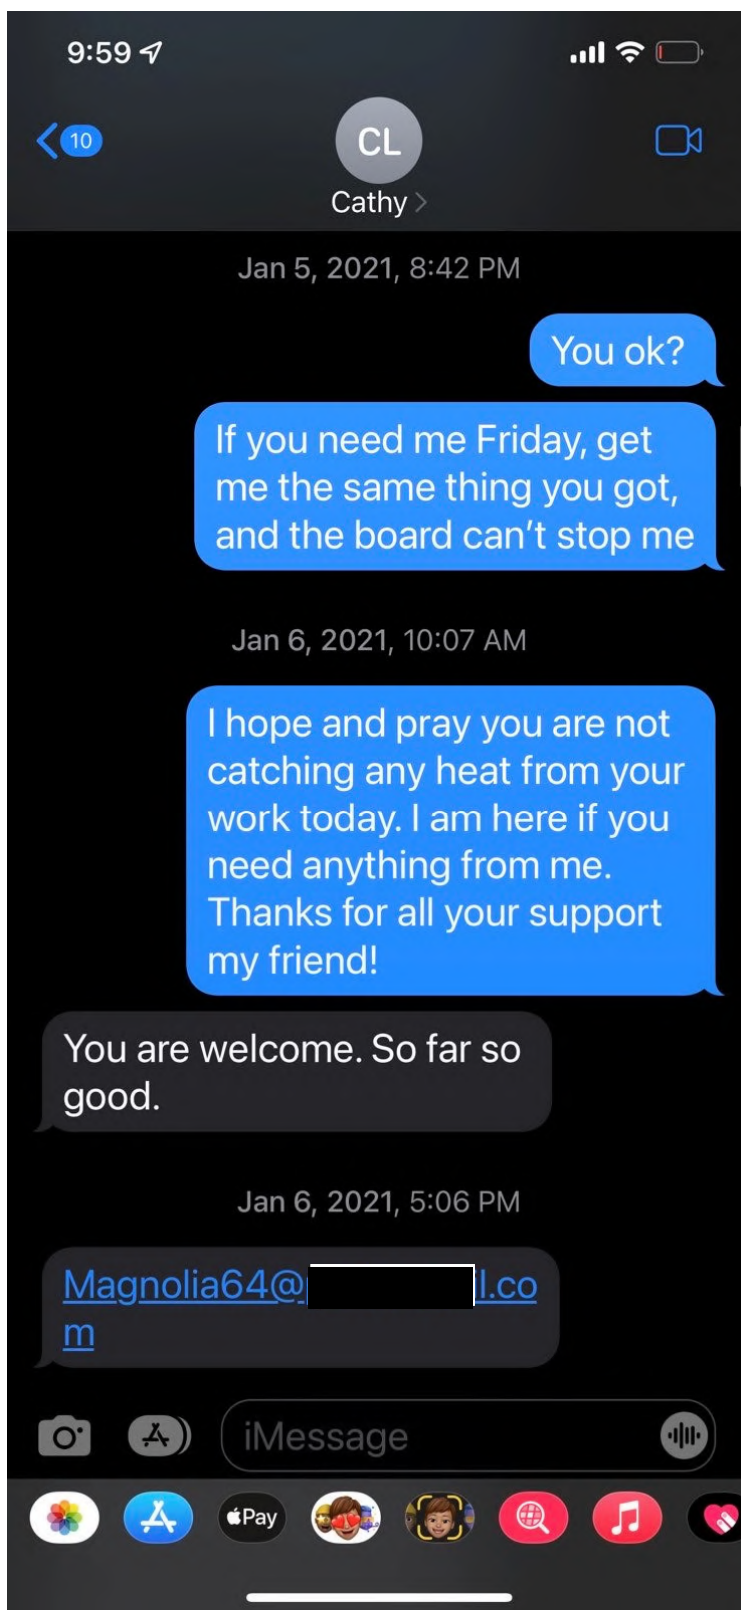 9:59
10
CL
Cathy
Jan 5, 2021, 8:42 PM
You ok?
If you need me Friday, get
me the same thing you got,
and the board can’t stop me
Jan 6, 2021, 10:07 AM
I hope and pray you are not
catching any heat from your
work today. I am here if you
need anything from me.
Thanks for all your support
my friend!
You are welcome. So far so
good.
Jan 6, 2021, 5:06 PM
Magnolia64@ l.co
m
iMessage
Pay